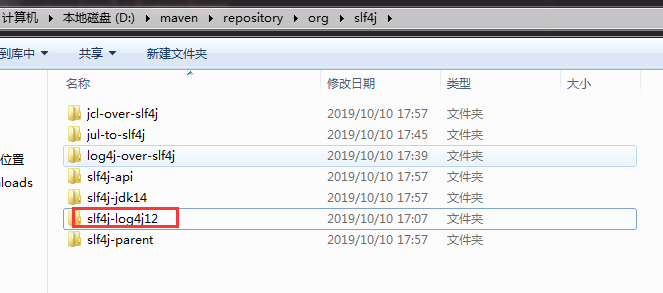 计算机 ▸ 本地磁盘 (D:) ▸ maven ▸ repository ▸ org ▸ slf4j ▸
到库中 ▾ 共享 ▾ 新建文件夹
名称 修改日期 类型 大小
jcl-over-slf4j 2019/10/10 17:57 文件夹
jul-to-slf4j 2019/10/10 17:45 文件夹
位置 log4j-over-slf4j 2019/10/10 17:39 文件夹
nloads slf4j-api 2019/10/10 17:57 文件夹
slf4j-jdk14 2019/10/10 17:57 文件夹
slf4j-log4j12 2019/10/10 17:07 文件夹
slf4j-parent 2019/10/10 17:57 文件夹